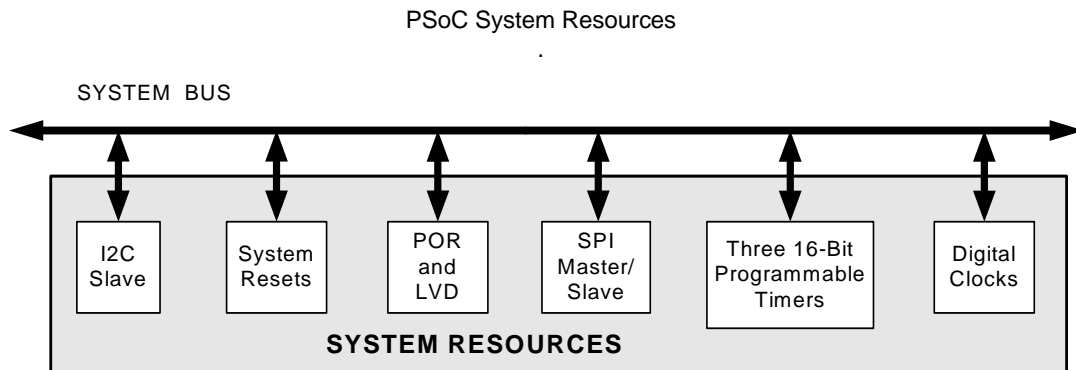 PSoC System Resources
.
SYSTEM BUS
I2C
Slave
System
Resets
POR
and
LVD
SPI
Master/
Slave
Three 16-Bit
Programmable
Timers
Digital
Clocks
SYSTEM RESOURCES